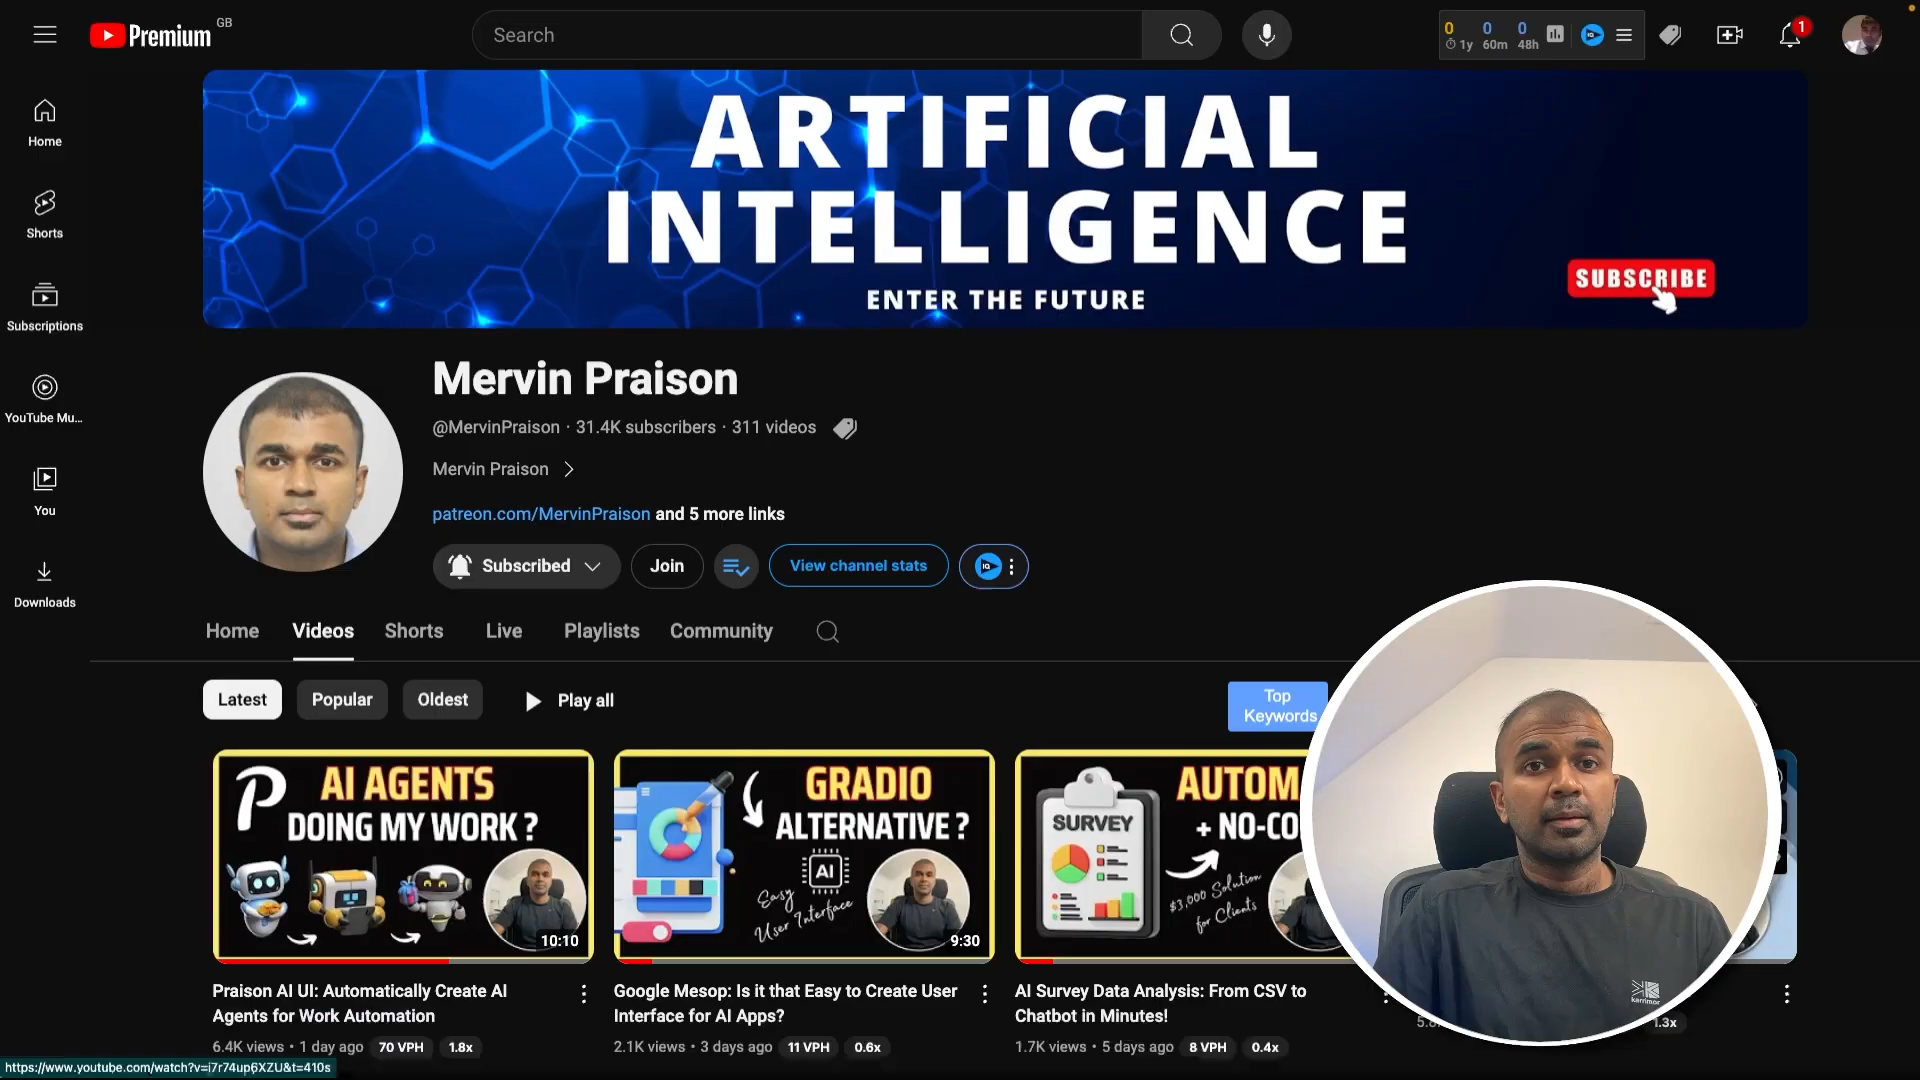 Premium GB
Search
0 0 0
1y 60m 48h
1
Home
Shorts
Subscriptions
YouTube Mu...
You
Downloads
ARTIFICIAL
INTELLIGENCE
ENTER THE FUTURE
SUBSCRIBE
Mervin Praison
@MervinPraison · 31.4K subscribers · 311 videos
Mervin Praison
patreon.com/MervinPraison and 5 more links
Subscribed
Join
View channel stats
IQ
Home Videos Shorts Live Playlists Community
Latest Popular Oldest Play all
Top
Keywords
AI AGENTS
DOING MY WORK ?
10:10
GRADIO
ALTERNATIVE ?
AI
Easy
User Interface
9:30
SURVEY
AUTOM
+ NO-CO
$3,000 Solution
for Clients
karrimor
Praison AI UI: Automatically Create AI
Agents for Work Automation
6.4K views • 1 day ago 70 VPH 1.8x
Google Mesop: Is it that Easy to Create User
Interface for AI Apps?
2.1K views • 3 days ago 11 VPH 0.6x
AI Survey Data Analysis: From CSV to
Chatbot in Minutes!
1.7K views • 5 days ago 8 VPH 0.4x
1.3x